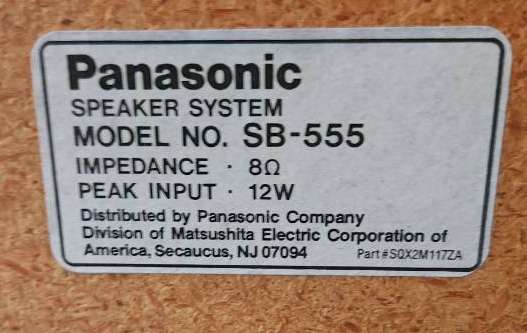 Panasonic
SPEAKER SYSTEM
MODEL NO. SB-555
IMPEDANCE · 8Ω
PEAK INPUT · 12W
Distributed by Panasonic Company
Division of Matsushita Electric Corporation of
America, Secaucus, NJ 07094 Part#SQX2M117ZA